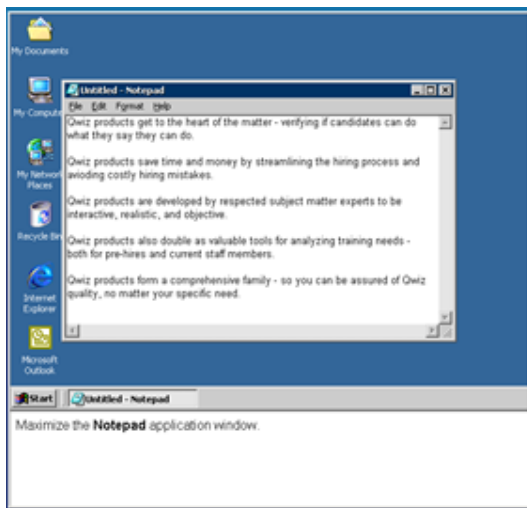 My Documents
My Compute
My Network
Places
Recycle Bin
Internet
Explorer
Microsoft
Outlook
Untitled - Notepad
File Edit Format Help
Qwiz products get to the heart of the matter - verifying if candidates can do
what they say they can do.
Qwiz products save time and money by streamlining the hiring process and
avioding costly hiring mistakes.
Qwiz products are developed by respected subject matter experts to be
interactive, realistic, and objective.
Qwiz products also double as valuable tools for analyzing training needs -
both for pre-hires and current staff members.
Qwiz products form a comprehensive family - so you can be assured of Qwiz
quality, no matter your specific need.
Start Untitled - Notepad
Maximize the Notepad application window.